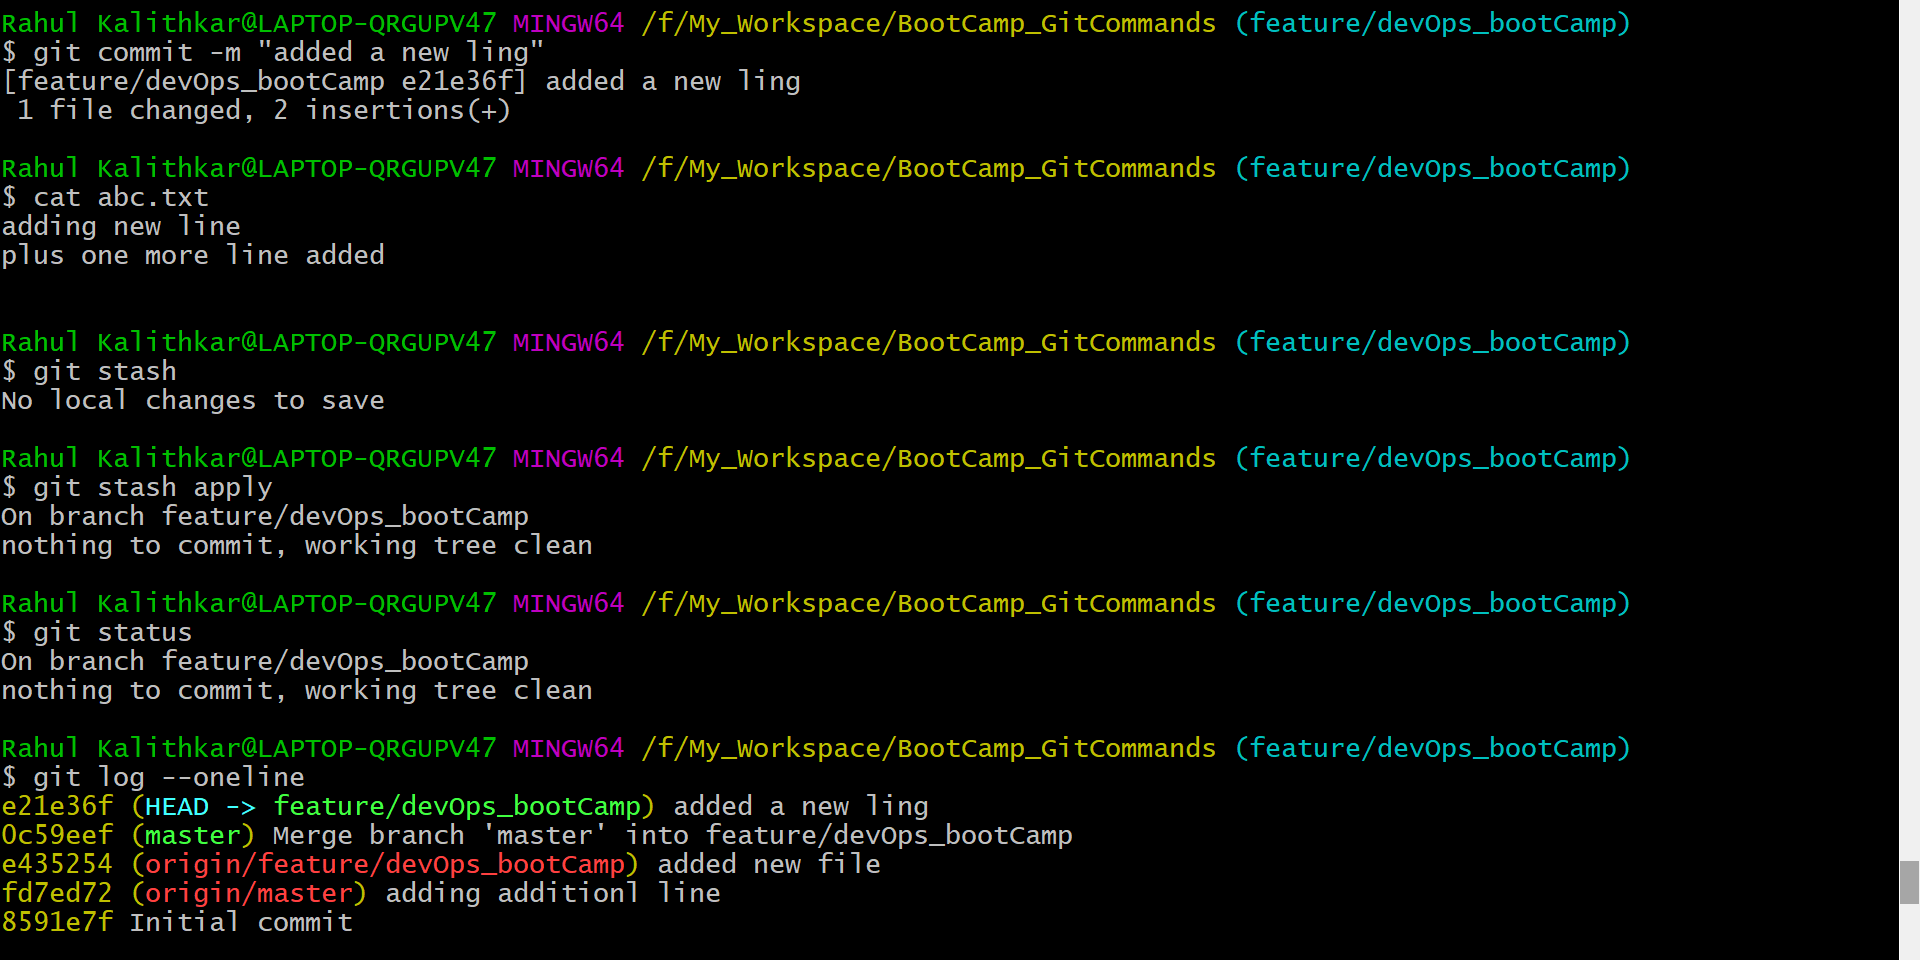 Rahul Kalithkar@LAPTOP-QRGUPV47 MINGW64 /f/My_Workspace/BootCamp_GitCommands (feature/devOps_bootCamp)
$ git commit -m "added a new ling"
[feature/devOps_bootCamp e21e36f] added a new ling
 1 file changed, 2 insertions(+)

Rahul Kalithkar@LAPTOP-QRGUPV47 MINGW64 /f/My_Workspace/BootCamp_GitCommands (feature/devOps_bootCamp)
$ cat abc.txt
adding new line
plus one more line added

Rahul Kalithkar@LAPTOP-QRGUPV47 MINGW64 /f/My_Workspace/BootCamp_GitCommands (feature/devOps_bootCamp)
$ git stash
No local changes to save

Rahul Kalithkar@LAPTOP-QRGUPV47 MINGW64 /f/My_Workspace/BootCamp_GitCommands (feature/devOps_bootCamp)
$ git stash apply
On branch feature/devOps_bootCamp
nothing to commit, working tree clean

Rahul Kalithkar@LAPTOP-QRGUPV47 MINGW64 /f/My_Workspace/BootCamp_GitCommands (feature/devOps_bootCamp)
$ git status
On branch feature/devOps_bootCamp
nothing to commit, working tree clean

Rahul Kalithkar@LAPTOP-QRGUPV47 MINGW64 /f/My_Workspace/BootCamp_GitCommands (feature/devOps_bootCamp)
$ git log --oneline
e21e36f (HEAD -> feature/devOps_bootCamp) added a new ling
0c59eef (master) Merge branch 'master' into feature/devOps_bootCamp
e435254 (origin/feature/devOps_bootCamp) added new file
fd7ed72 (origin/master) adding additionl line
8591e7f Initial commit